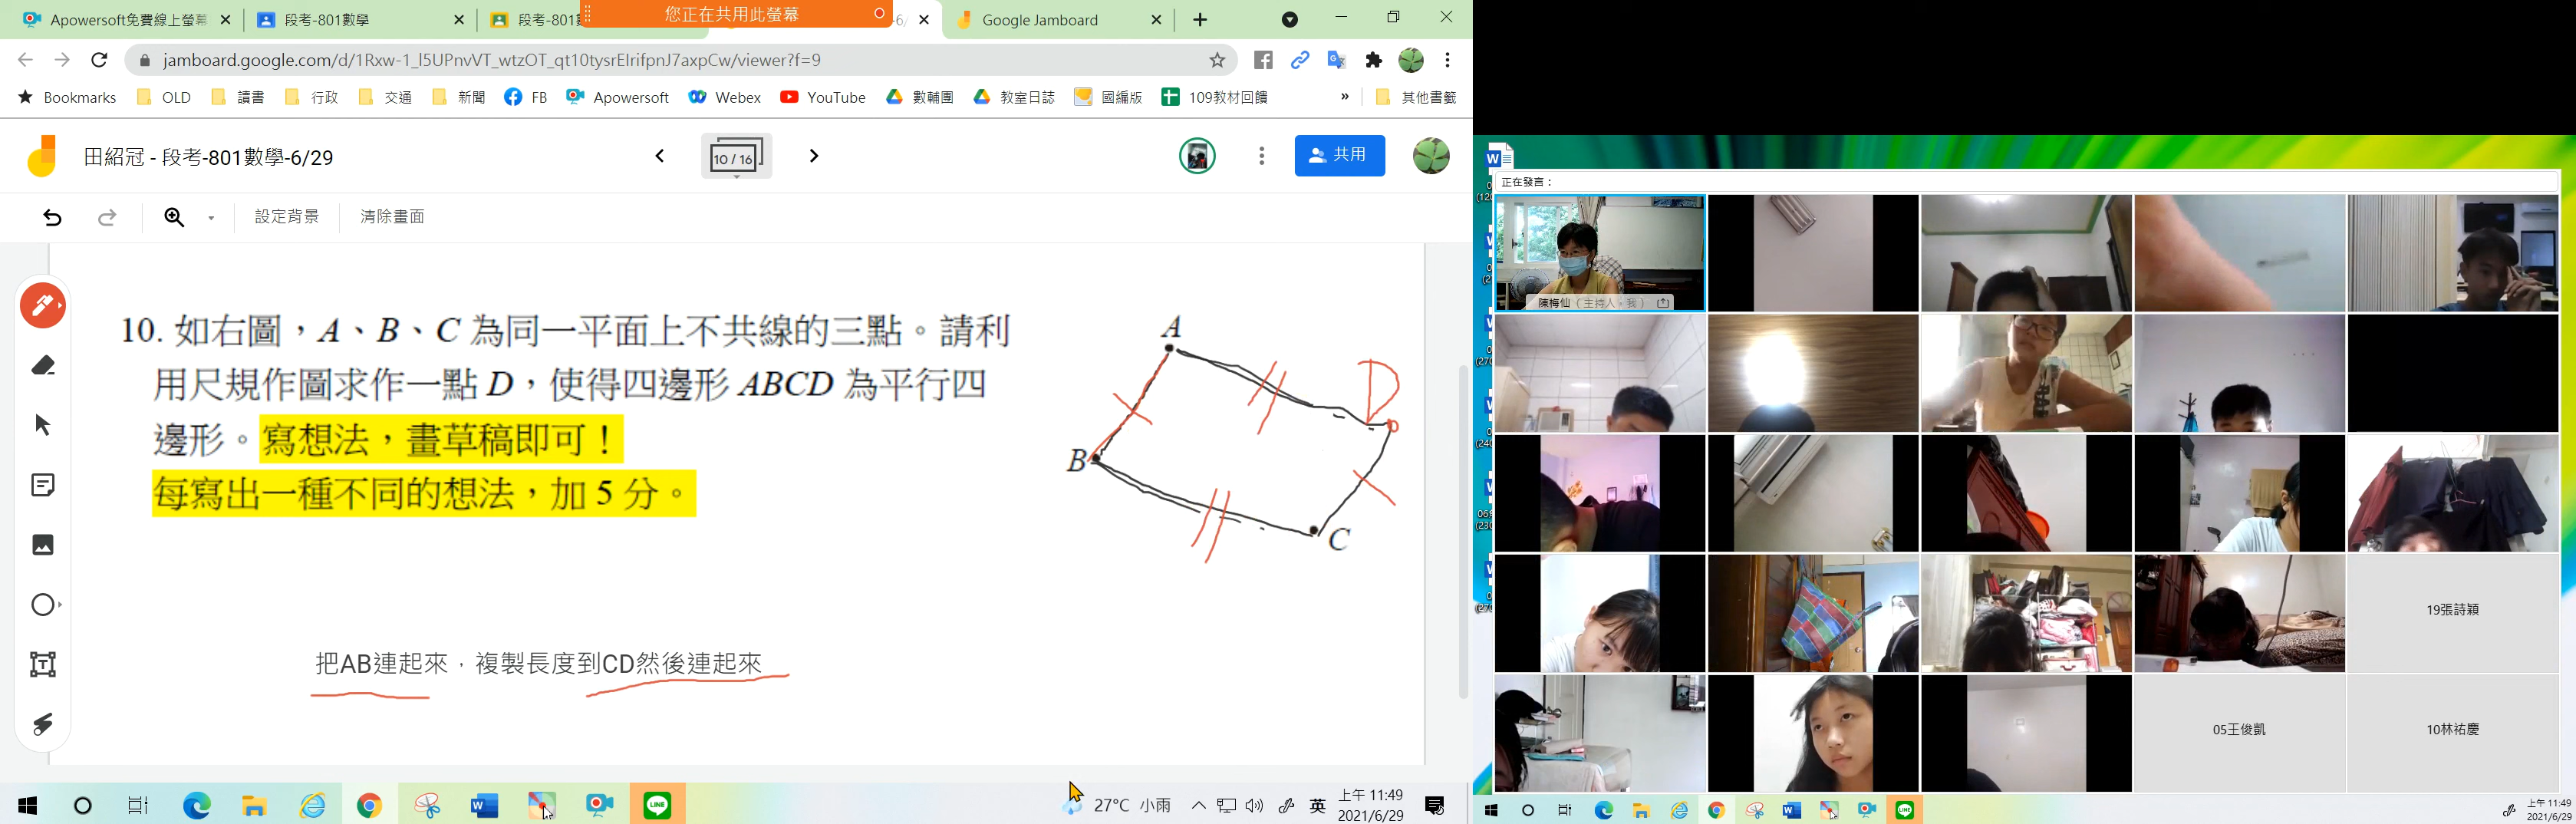 Apowersoft免費線上螢幕
段考-801數學
段考-801
您正在共用此螢幕
Google Jamboard
jamboard.google.com/d/1Rxw-1_l5UPnvVT_wtzOT_qt10tysrElrifpnJ7axpCw/viewer?f=9
Bookmarks
OLD
讀書
行政
交通
新聞
FB
Apowersoft
Webex
YouTube
數輔團
教室日誌
國編版
109教材回饋
»
其他書籤
田紹冠 - 段考-801數學-6/29
10 / 16
共用
設定背景
清除畫面
10. 如右圖，A、B、C 為同一平面上不共線的三點。請利
用尺規作圖求作一點 D，使得四邊形 ABCD 為平行四
邊形。寫想法，畫草稿即可！
每寫出一種不同的想法，加 5 分。
A
D
B
C
把AB連起來，複製長度到CD然後連起來
27°C 小雨
英
上午 11:49
2021/6/29
正在發言：
陳梅仙（主持人，我）
19張詩穎
05王俊凱
10林祐慶
上午 11:49
2021/6/29